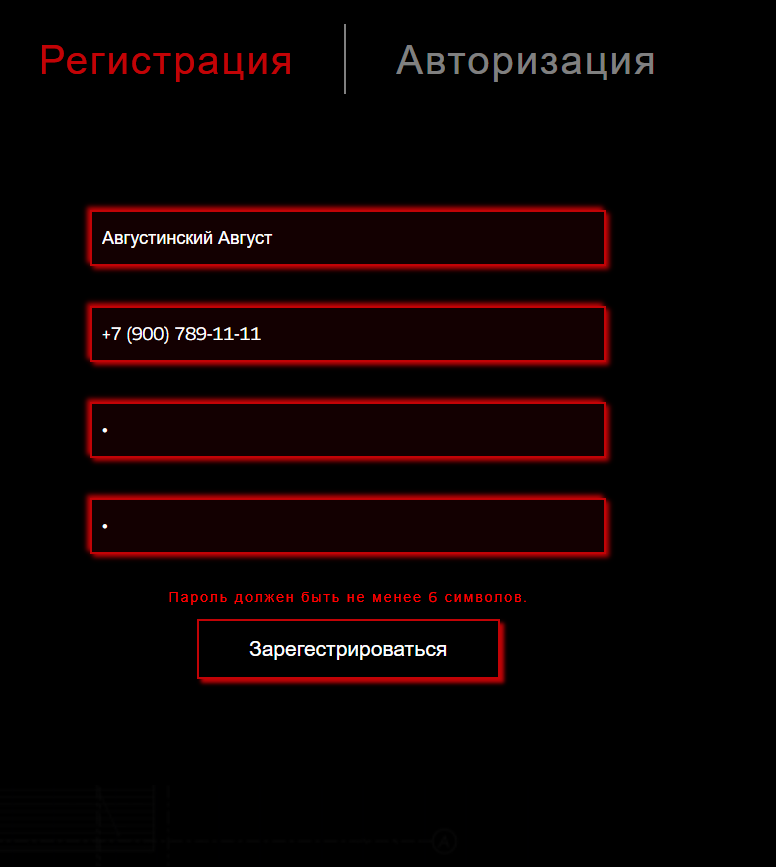 Регистрация
Авторизация
Августинский Август
+7 (900) 789-11-11
•
•
Пароль должен быть не менее 6 символов.
Зарегестрироваться